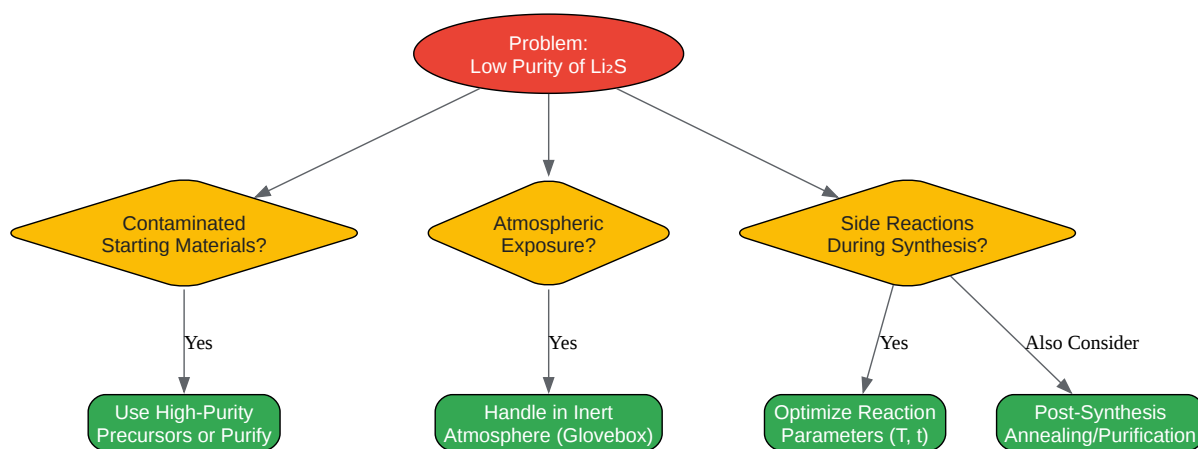 Problem:
Low Purity of Li₂S
Contaminated
Starting Materials?
Atmospheric
Exposure?
Side Reactions
During Synthesis?
Yes
Yes
Yes
Also Consider
Use High-Purity
Precursors or Purify
Handle in Inert
Atmosphere (Glovebox)
Optimize Reaction
Parameters (T, t)
Post-Synthesis
Annealing/Purification